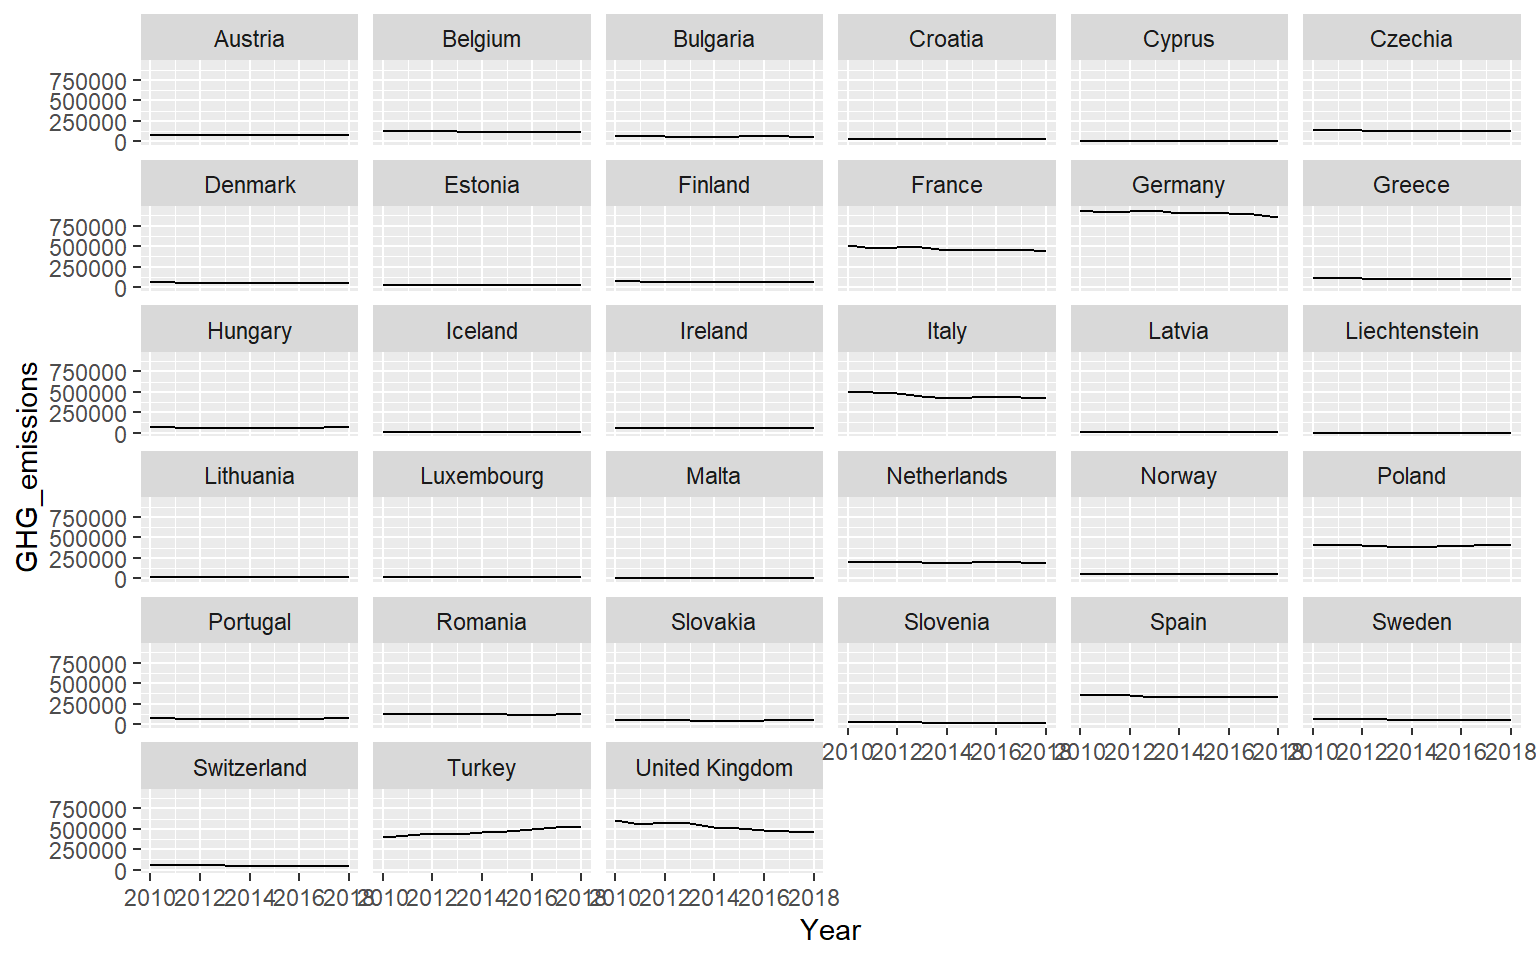 Austria Belgium Bulgaria Croatia Cyprus Czechia
750000
500000
250000
0
Denmark Estonia Finland France Germany Greece
750000
500000
250000
0
Hungary Iceland Ireland Italy Latvia Liechtenstein
750000
500000
250000
0
GHG_emissions
Lithuania Luxembourg Malta Netherlands Norway Poland
750000
500000
250000
0
Portugal Romania Slovakia Slovenia Spain Sweden
750000
500000
250000
0
2010 2012 2014 2016 2018 2010 2012 2014 2016 2018 2010 2012 2014 2016 2018
Switzerland Turkey United Kingdom
750000
500000
250000
0
2010 2012 2014 2016 2018 2010 2012 2014 2016 2018 2010 2012 2014 2016 2018
Year